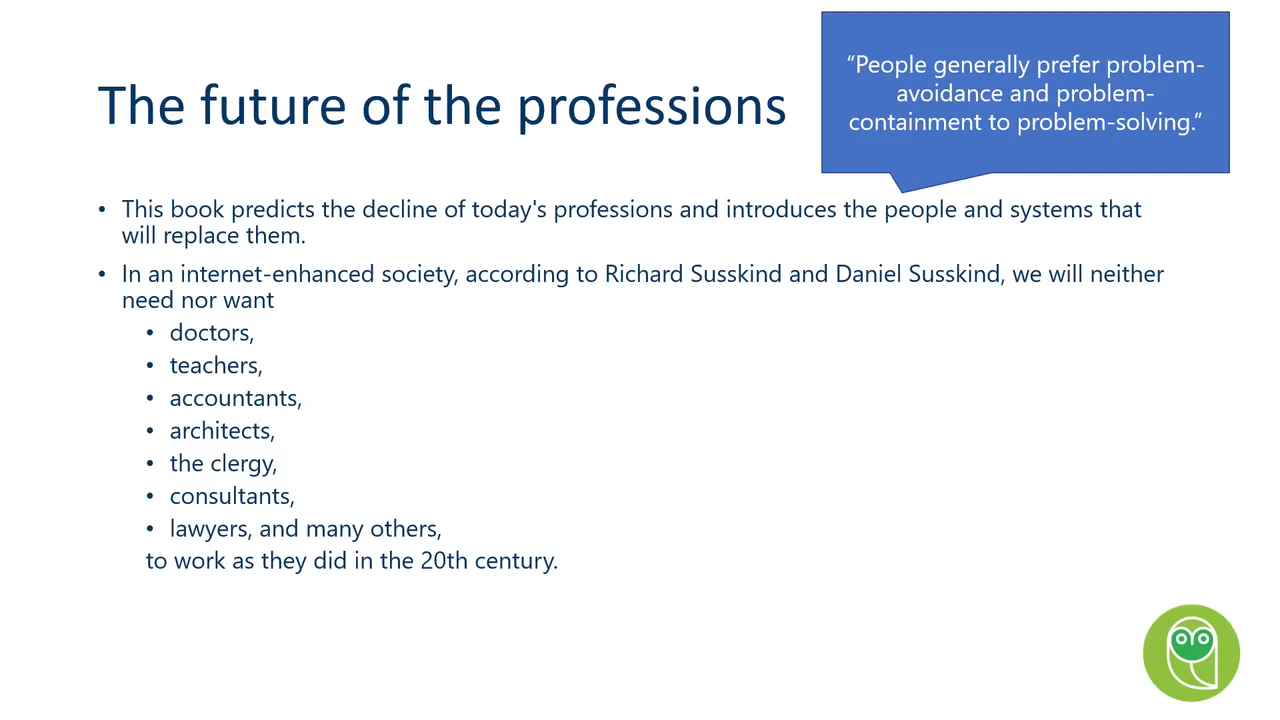 The future of the professions
“People generally prefer problem-
avoidance and problem-
containment to problem-solving.”
• This book predicts the decline of today's professions and introduces the people and systems that
will replace them.
• In an internet-enhanced society, according to Richard Susskind and Daniel Susskind, we will neither
need nor want
• doctors,
• teachers,
• accountants,
• architects,
• the clergy,
• consultants,
• lawyers, and many others,
to work as they did in the 20th century.